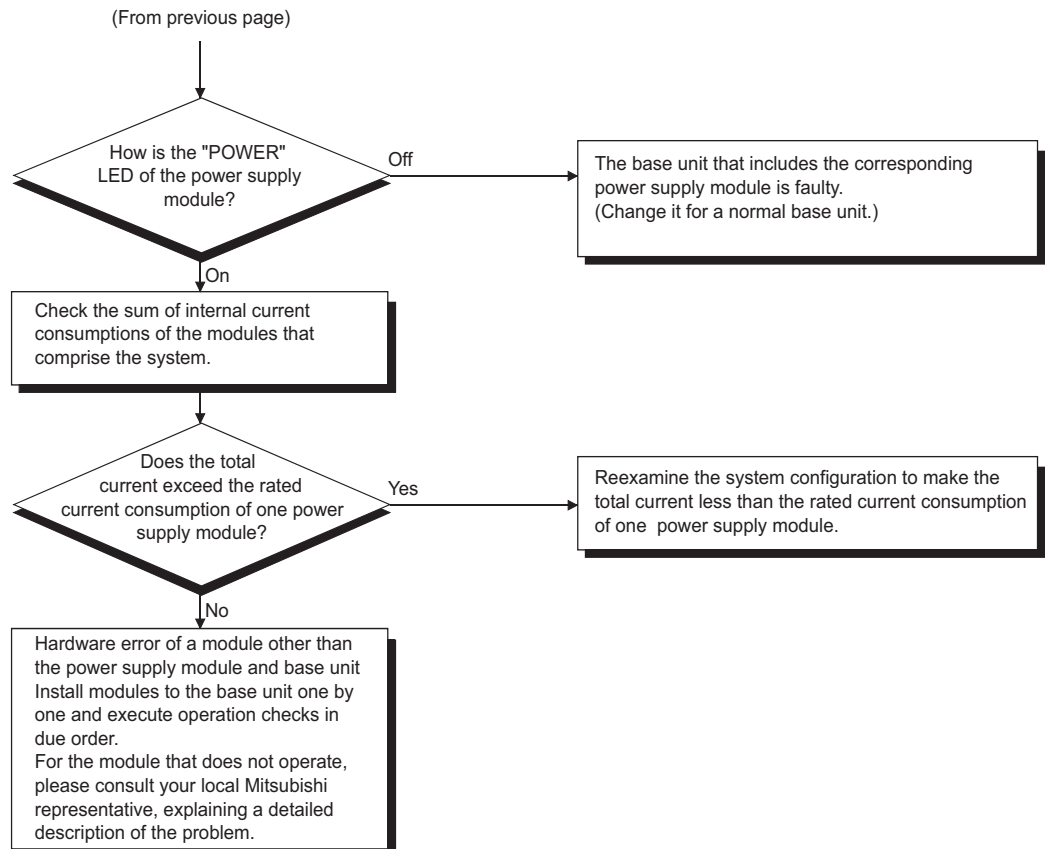 (From previous page)
How is the "POWER"
LED of the power supply
module?
Off
The base unit that includes the corresponding
power supply module is faulty.
(Change it for a normal base unit.)
On
Check the sum of internal current
consumptions of the modules that
comprise the system.
Does the total
current exceed the rated
current consumption of one power
supply module?
Yes
Reexamine the system configuration to make the
total current less than the rated current consumption
of one power supply module.
No
Hardware error of a module other than
the power supply module and base unit
Install modules to the base unit one by
one and execute operation checks in
due order.
For the module that does not operate,
please consult your local Mitsubishi
representative, explaining a detailed
description of the problem.